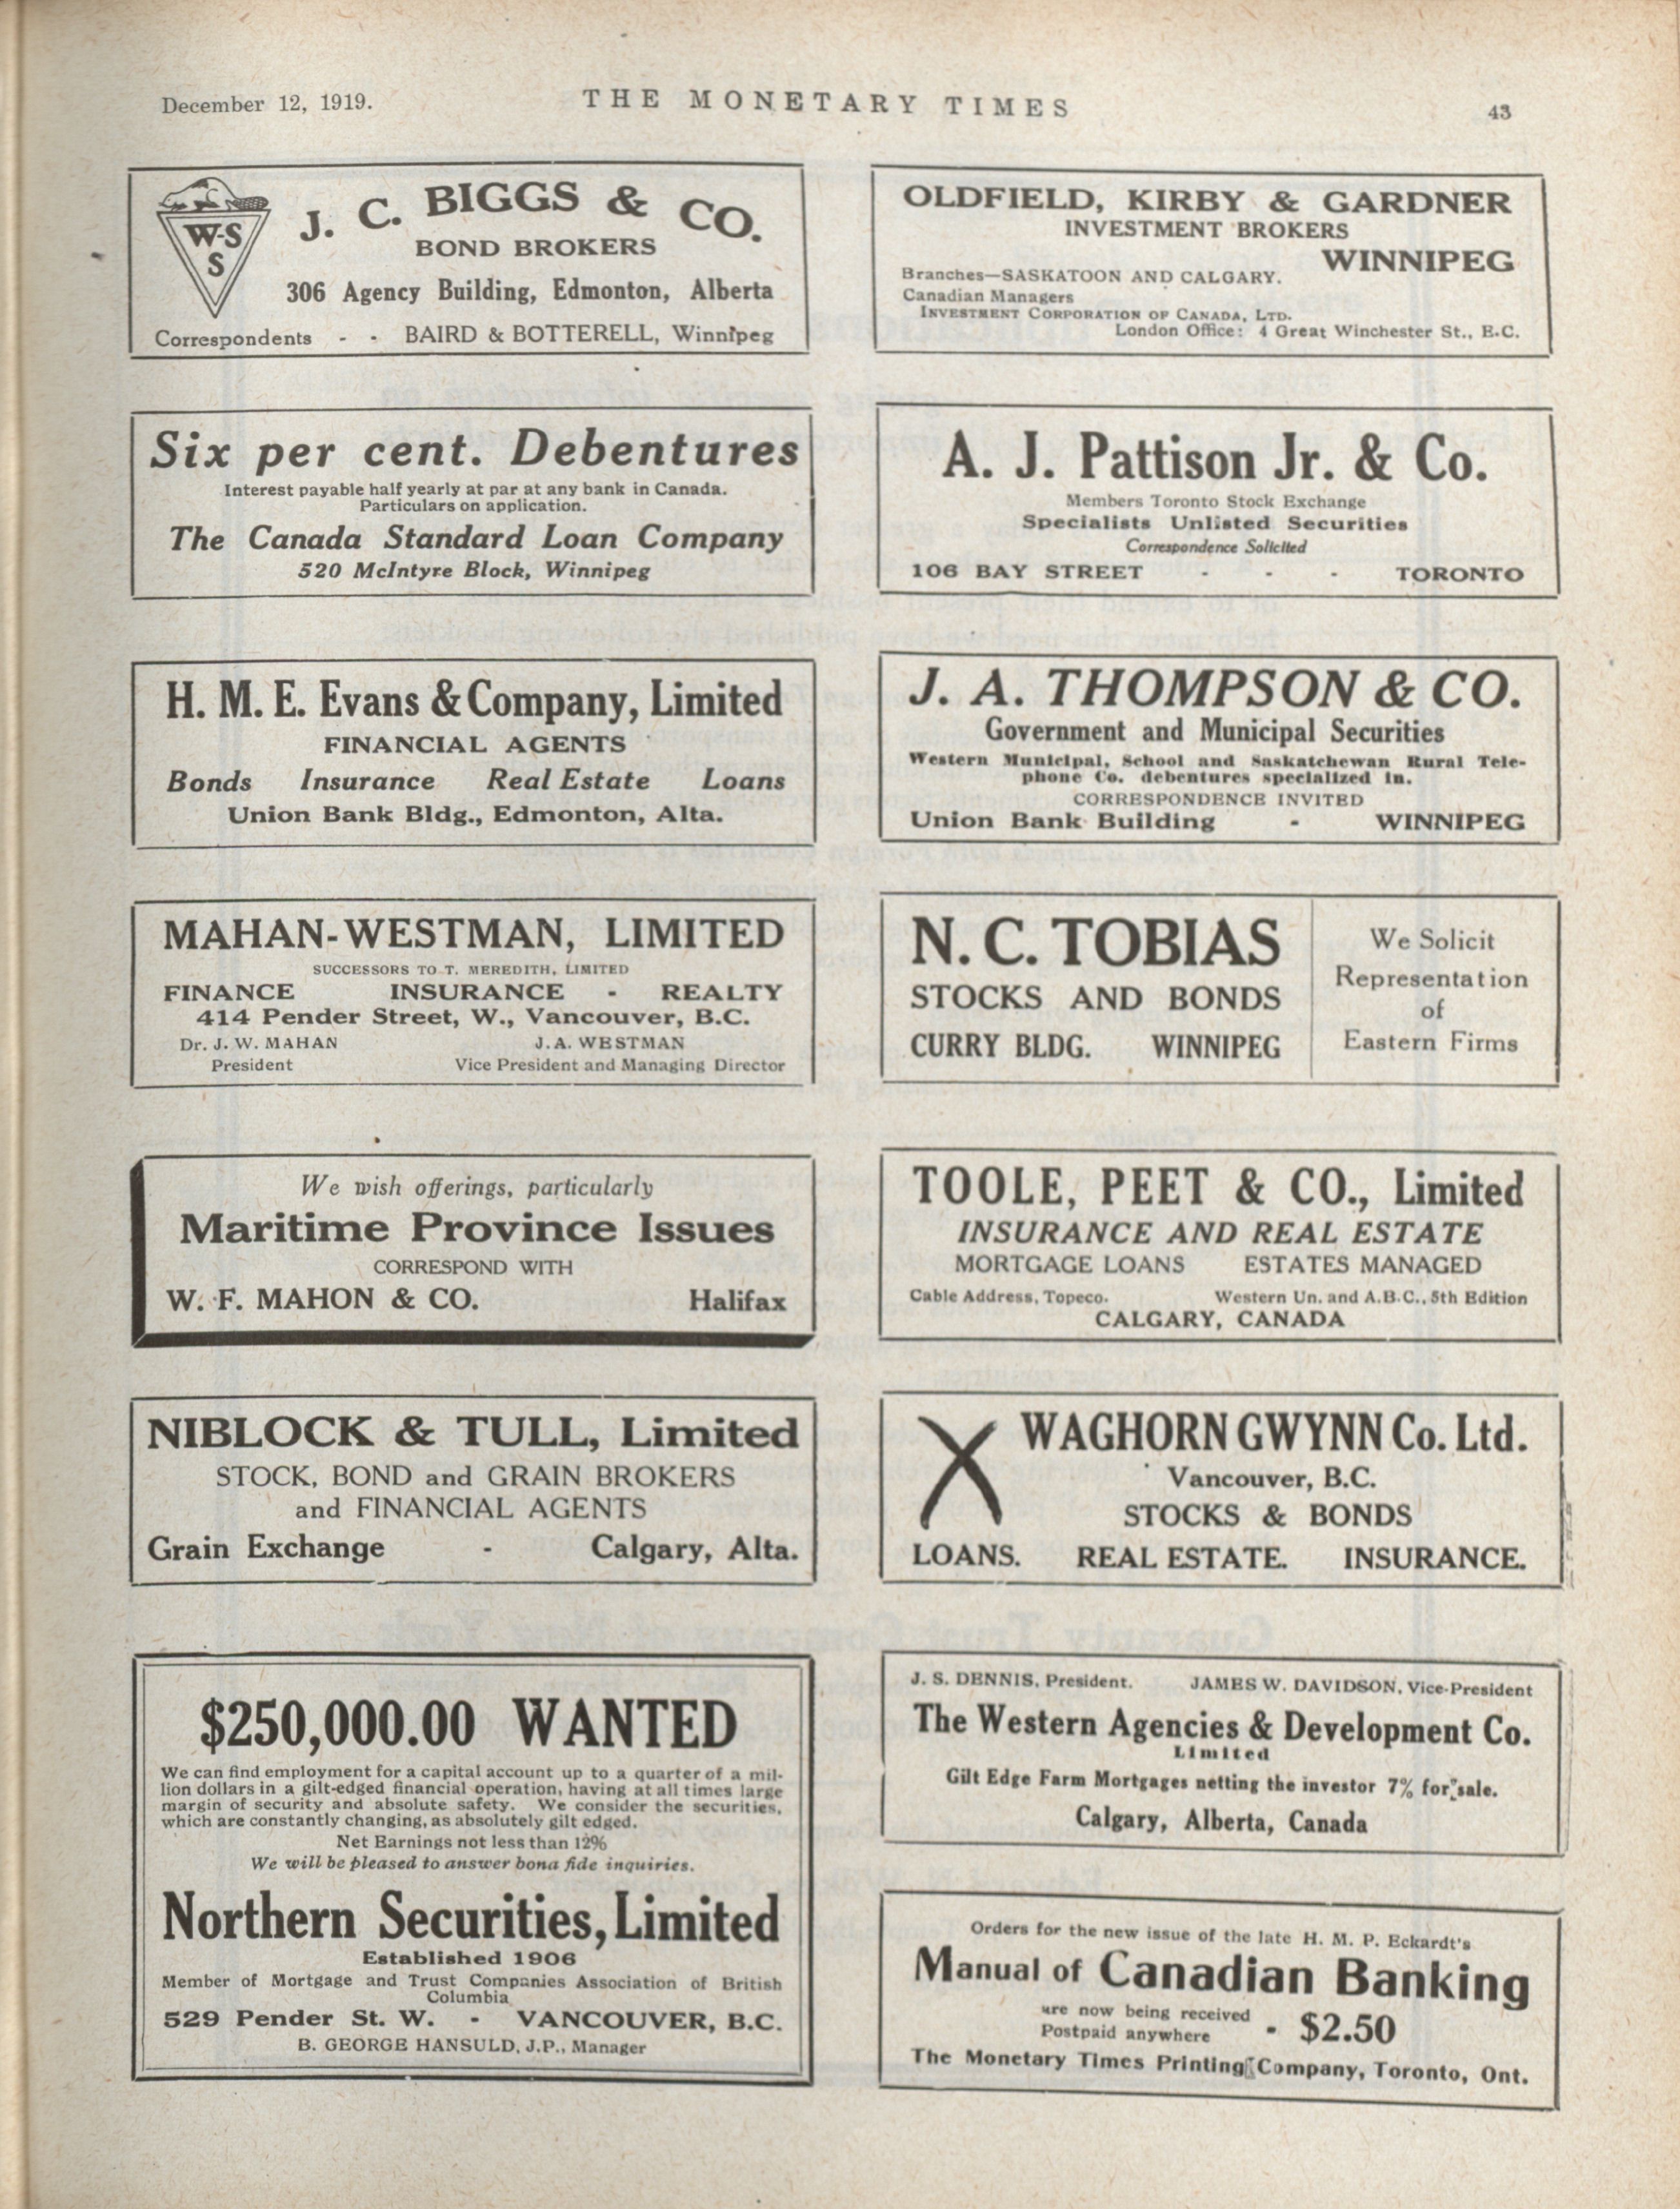 December 12, 1919.
THE MONETARY TIMES
43
W-S
S
J. C. BIGGS & CO.
BOND BROKERS
306 Agency Building, Edmonton, Alberta
Correspondents - - BAIRD & BOTTERELL, Winnipeg
Six per cent. Debentures
Interest payable half yearly at par at any bank in Canada.
Particulars on application.
The Canada Standard Loan Company
520 McIntyre Block, Winnipeg
H. M. E. Evans & Company, Limited
FINANCIAL AGENTS
Bonds Insurance Real Estate Loans
Union Bank Bldg., Edmonton, Alta.
MAHAN-WESTMAN, LIMITED
SUCCESSORS TO T. MEREDITH, LIMITED
FINANCE INSURANCE - REALTY
414 Pender Street, W., Vancouver, B.C.
Dr. J. W. MAHAN J. A. WESTMAN
President Vice President and Managing Director
We wish offerings, particularly
Maritime Province Issues
CORRESPOND WITH
W. F. MAHON & CO. Halifax
NIBLOCK & TULL, Limited
STOCK, BOND and GRAIN BROKERS
and FINANCIAL AGENTS
Grain Exchange - Calgary, Alta.
$250,000.00 WANTED
We can find employment for a capital account up to a quarter of a mil-
lion dollars in a gilt-edged financial operation, having at all times large
margin of security and absolute safety. We consider the securities,
which are constantly changing, as absolutely gilt edged.
Net Earnings not less than 12%
We will be pleased to answer bona fide inquiries.
Northern Securities, Limited
Established 1906
Member of Mortgage and Trust Companies Association of British
Columbia
529 Pender St. W. - VANCOUVER, B.C.
B. GEORGE HANSULD, J.P., Manager
OLDFIELD, KIRBY & GARDNER
INVESTMENT BROKERS
WINNIPEG
Branches—SASKATOON AND CALGARY.
Canadian Managers
INVESTMENT CORPORATION OF CANADA, LTD.
London Office: 4 Great Winchester St., E.C.
A. J. Pattison Jr. & Co.
Members Toronto Stock Exchange
Specialists Unlisted Securities
Correspondence Solicited
106 BAY STREET - - - TORONTO
J. A. THOMPSON & CO.
Government and Municipal Securities
Western Municipal, School and Saskatchewan Rural Tele-
phone Co. debentures specialized in.
CORRESPONDENCE INVITED
Union Bank Building - WINNIPEG
N. C. TOBIAS
STOCKS AND BONDS
CURRY BLDG. WINNIPEG
We Solicit
Representation
of
Eastern Firms
TOOLE, PEET & CO., Limited
INSURANCE AND REAL ESTATE
MORTGAGE LOANS ESTATES MANAGED
Cable Address, Topeco. Western Un. and A.B.C., 5th Edition
CALGARY, CANADA
WAGHORN GWYNN Co. Ltd.
Vancouver, B.C.
STOCKS & BONDS
LOANS. REAL ESTATE. INSURANCE.
J. S. DENNIS, President. JAMES W. DAVIDSON, Vice-President
The Western Agencies & Development Co.
Limited
Gilt Edge Farm Mortgages netting the investor 7% for sale.
Calgary, Alberta, Canada
Orders for the new issue of the late H. M. P. Eckardt's
Manual of Canadian Banking
are now being received
Postpaid anywhere - $2.50
The Monetary Times Printing Company, Toronto, Ont.